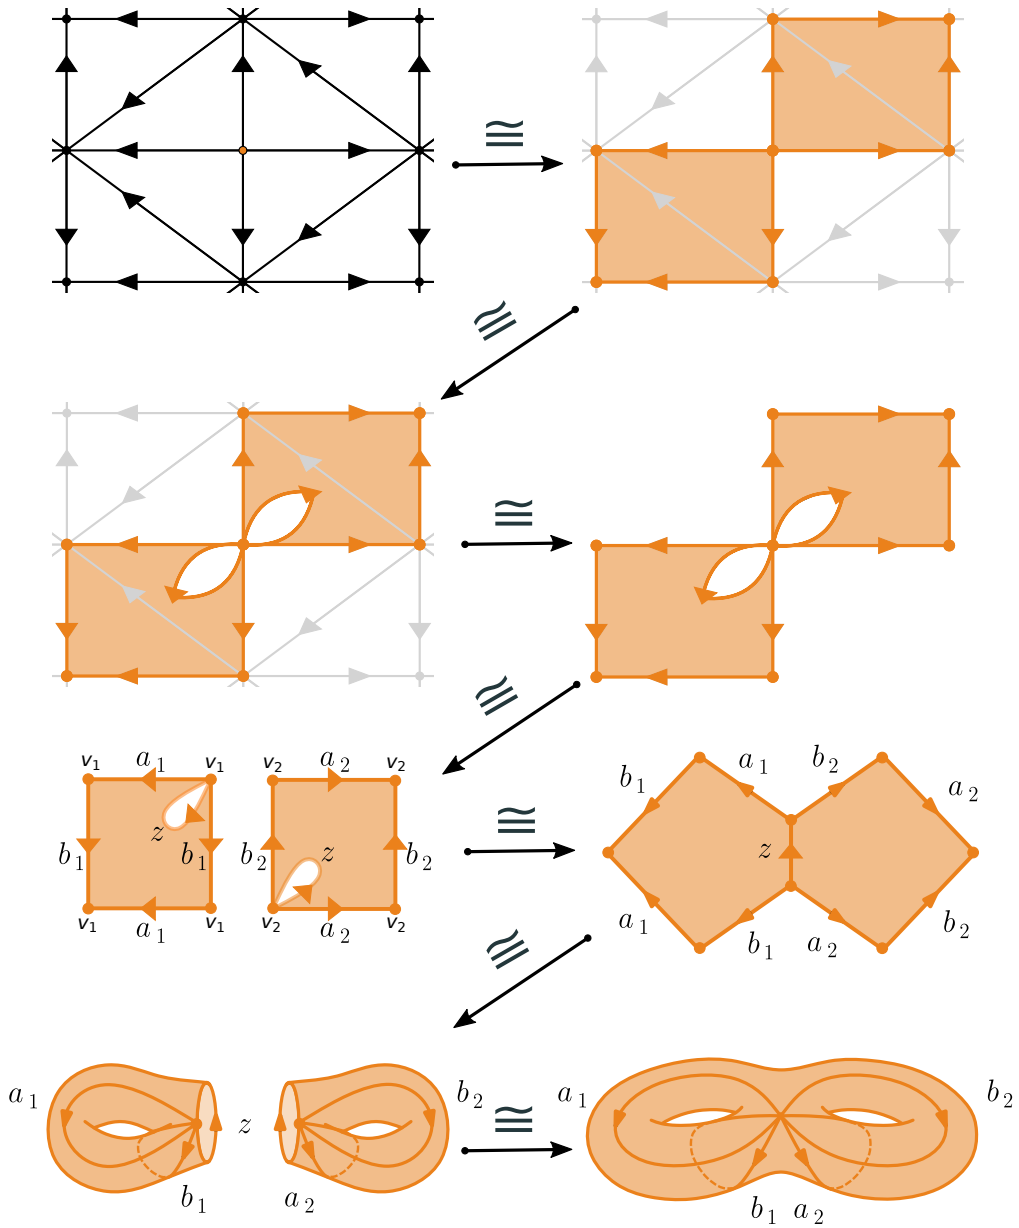 ≅
≅
≅
≅
v₁ a₁ v₁ v₂ a₂ v₂
b₁ z b₁ b₂ z b₂
v₁ a₁ v₁ v₂ a₂ v₂
≅
b₁ a₁ b₂ a₂
z
a₁ b₁ a₂ b₂
≅
a₁ z b₂
b₁ a₂
≅
a₁ b₂
b₁ a₂